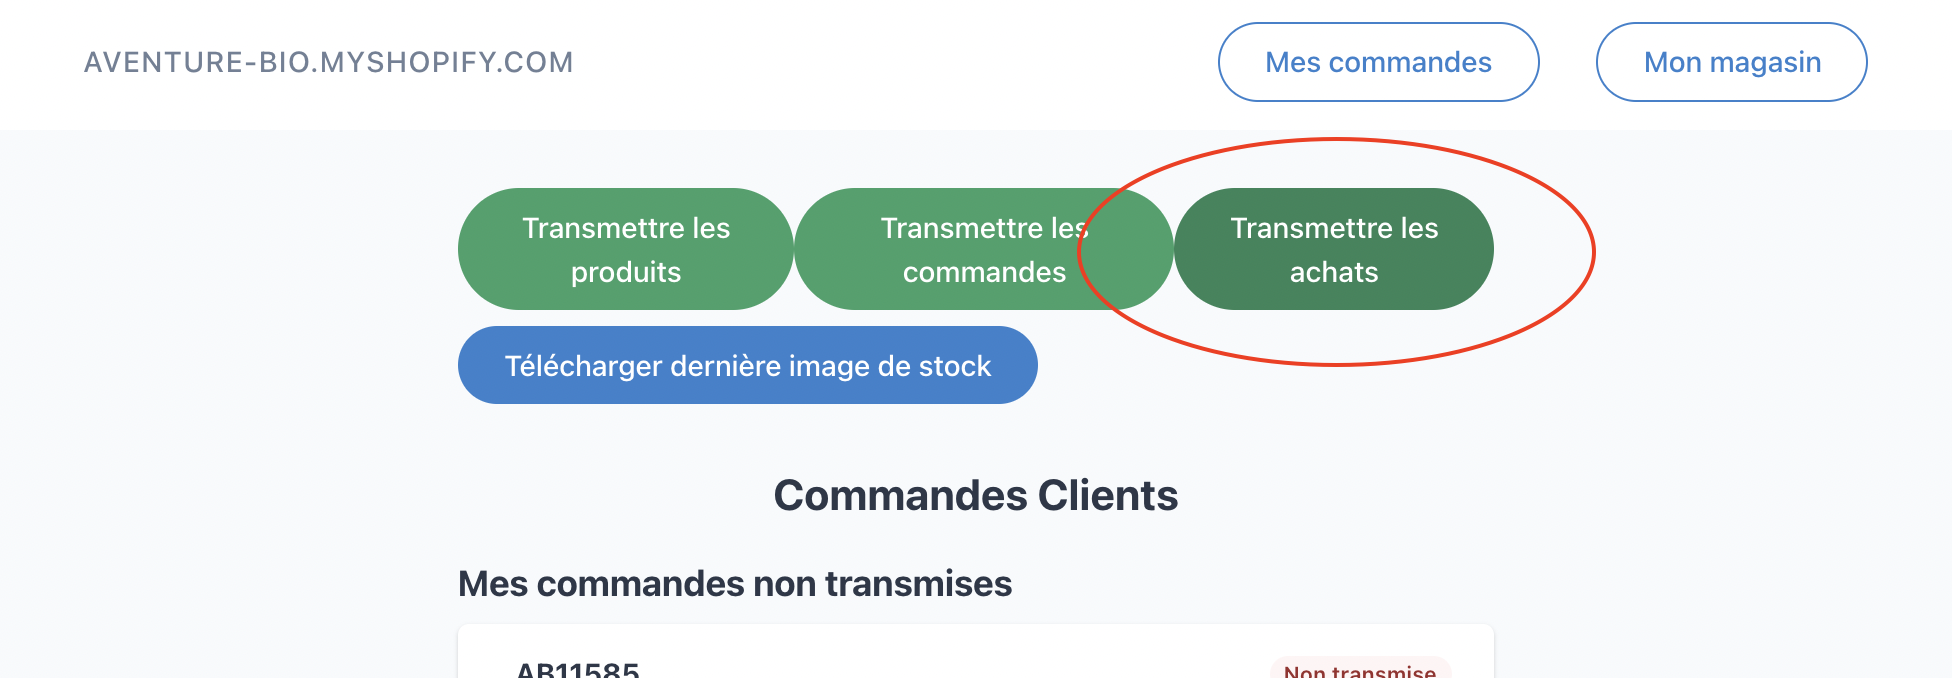 AVENTURE-BIO.MYSHOPIFY.COM
Mes commandes
Mon magasin
Transmettre les
produits
Transmettre les
commandes
Transmettre les
achats
Télécharger dernière image de stock
Commandes Clients
Mes commandes non transmises
AB11585
Non transmise